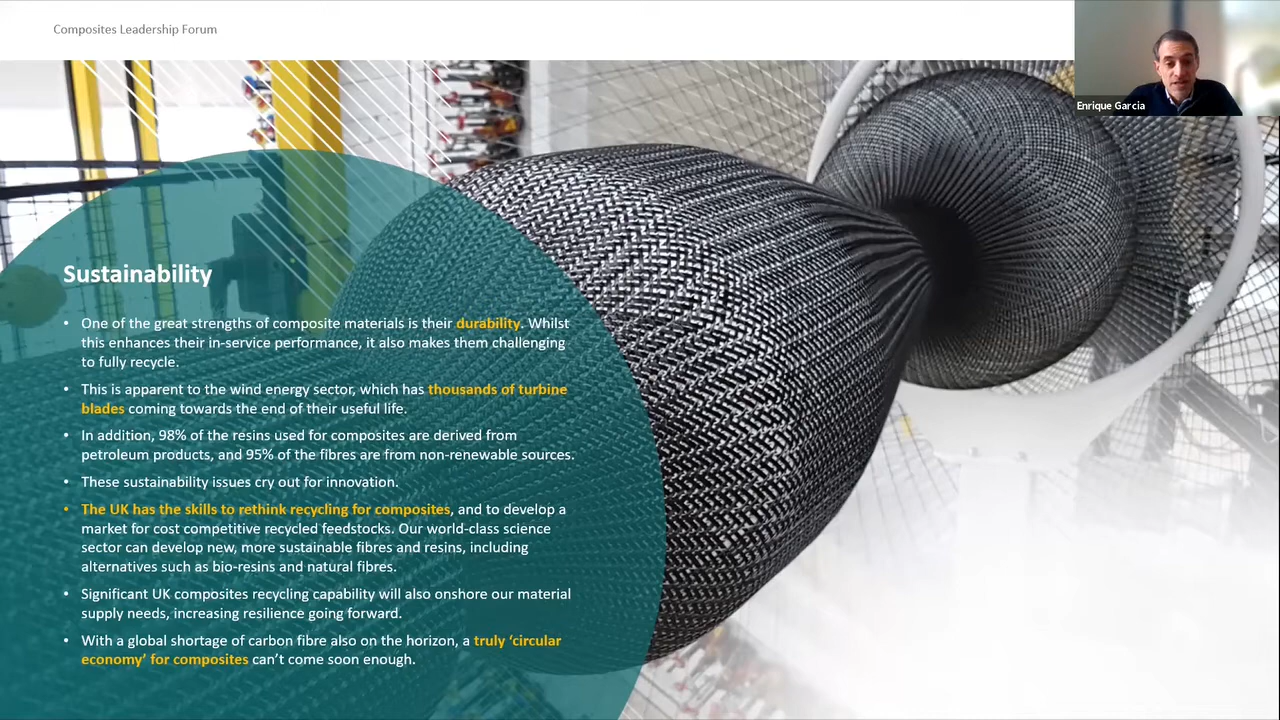 Composites Leadership Forum
Enrique Garcia
Sustainability
• One of the great strengths of composite materials is their durability. Whilst
this enhances their in-service performance, it also makes them challenging
to fully recycle.
• This is apparent to the wind energy sector, which has thousands of turbine
blades coming towards the end of their useful life.
• In addition, 98% of the resins used for composites are derived from
petroleum products, and 95% of the fibres are from non-renewable sources.
• These sustainability issues cry out for innovation.
• The UK has the skills to rethink recycling for composites, and to develop a
market for cost competitive recycled feedstocks. Our world-class science
sector can develop new, more sustainable fibres and resins, including
alternatives such as bio-resins and natural fibres.
• Significant UK composites recycling capability will also onshore our material
supply needs, increasing resilience going forward.
• With a global shortage of carbon fibre also on the horizon, a truly ‘circular
economy’ for composites can’t come soon enough.